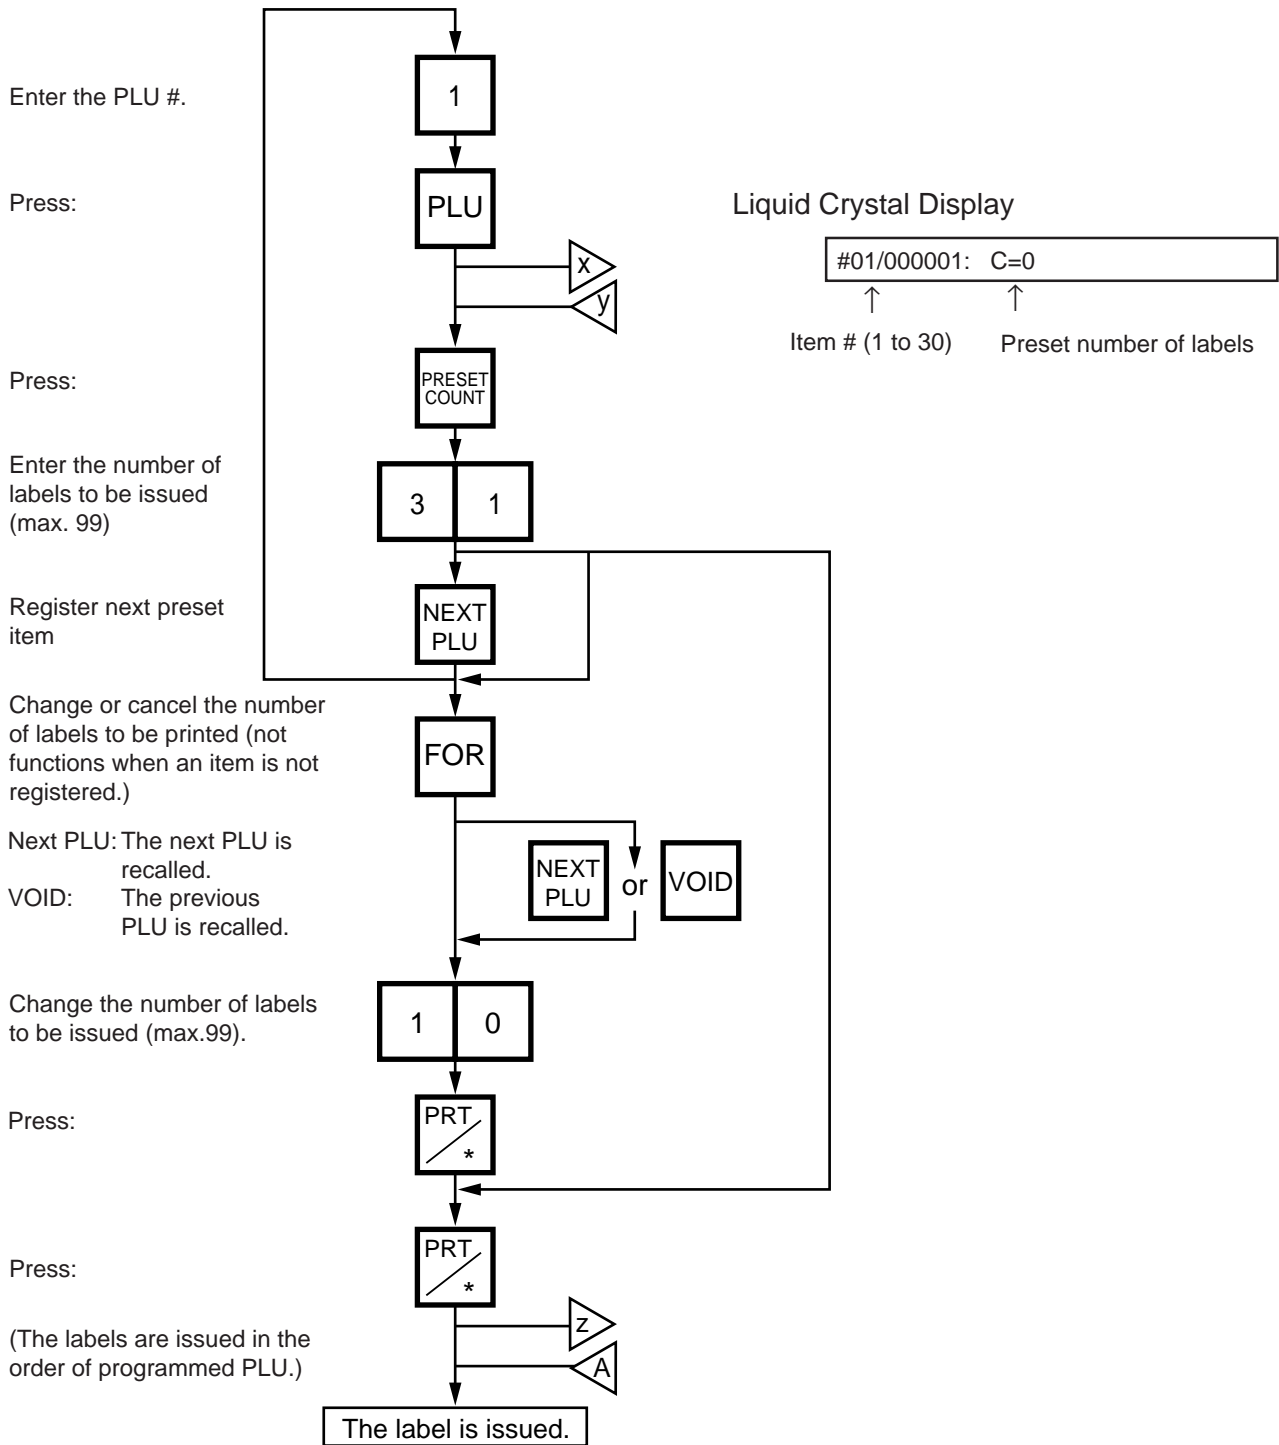 Enter the PLU #.
1
Press:
PLU
Liquid Crystal Display
#01/000001: C=0
↑ ↑
Item # (1 to 30) Preset number of labels
x
y
Press:
PRESET
COUNT
Enter the number of
labels to be issued
(max. 99)
3 1
Register next preset
item
NEXT
PLU
Change or cancel the number
of labels to be printed (not
functions when an item is not
registered.)
FOR
Next PLU: The next PLU is
recalled.
VOID: The previous
PLU is recalled.
NEXT
PLU
or
VOID
Change the number of labels
to be issued (max.99).
1 0
Press:
PRT
*
Press:
PRT
*
(The labels are issued in the
order of programmed PLU.)
z
A
The label is issued.